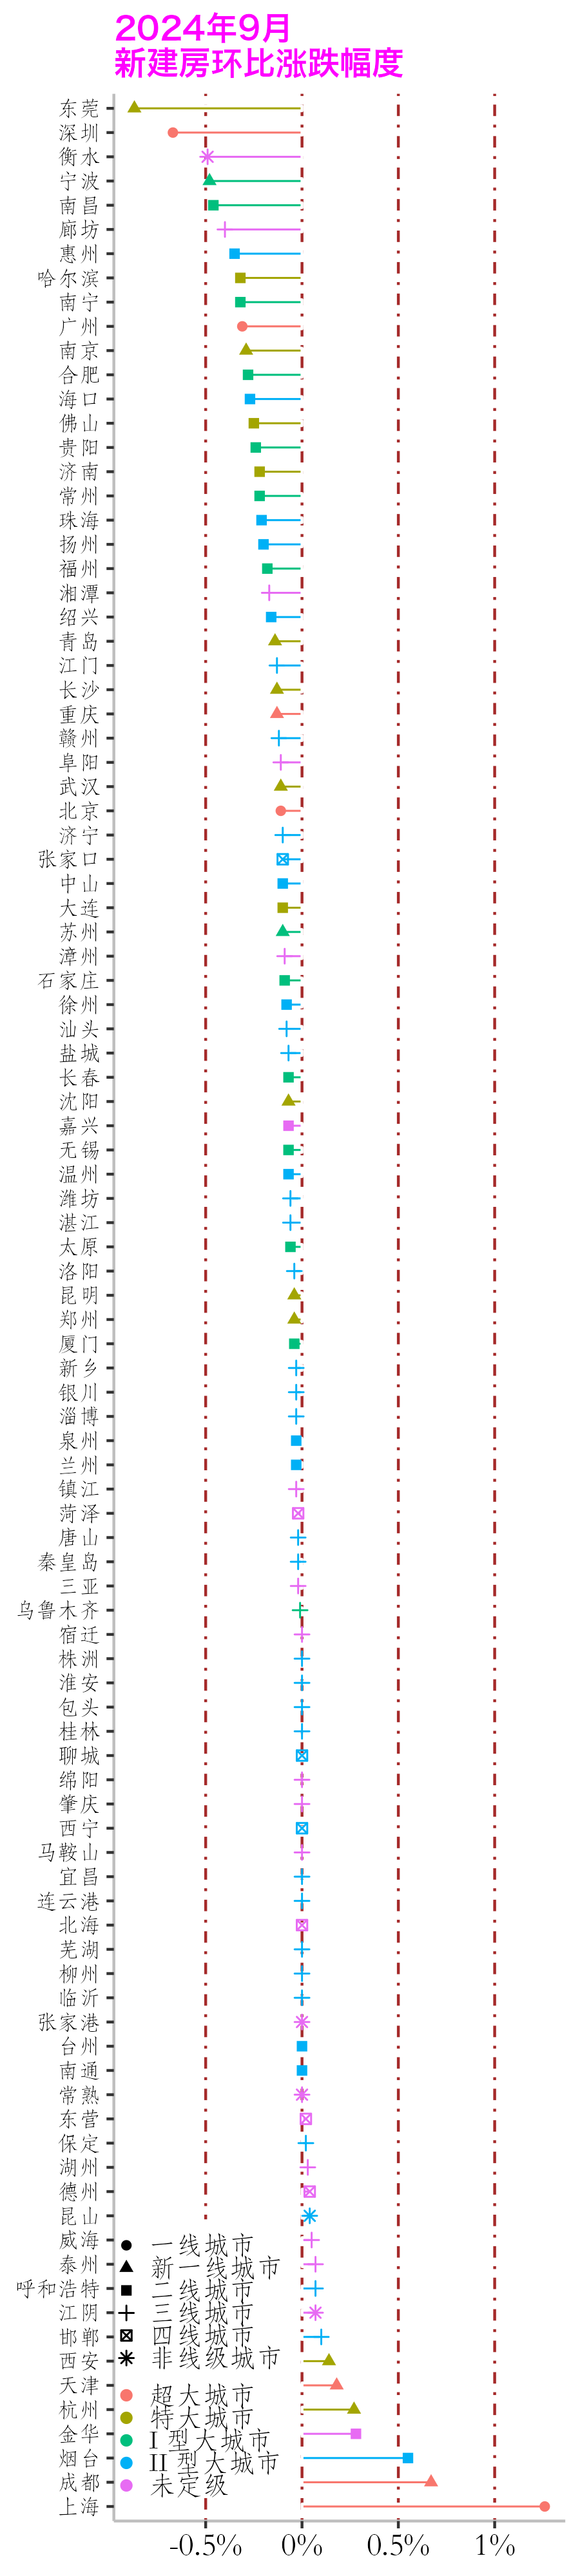 2024年9月
新建房环比涨跌幅度
东莞
深圳
衡水
宁波
南昌
廊坊
惠州
哈尔滨
南宁
广州
南京
合肥
海口
佛山
贵阳
济南
常州
珠海
扬州
福州
湘潭
绍兴
青岛
江门
长沙
重庆
赣州
阜阳
武汉
北京
济宁
张家口
中山
大连
苏州
漳州
石家庄
徐州
汕头
盐城
长春
沈阳
嘉兴
无锡
温州
潍坊
湛江
太原
洛阳
昆明
郑州
厦门
新乡
银川
淄博
泉州
兰州
镇江
菏泽
唐山
秦皇岛
三亚
乌鲁木齐
宿迁
株洲
淮安
包头
桂林
聊城
绵阳
肇庆
西宁
马鞍山
宜昌
连云港
北海
芜湖
柳州
临沂
张家港
台州
南通
常熟
东营
保定
湖州
德州
昆山
威海
泰州
呼和浩特
江阴
邯郸
西安
天津
杭州
金华
烟台
成都
上海
一线城市
新一线城市
二线城市
三线城市
四线城市
非线级城市
超大城市
特大城市
I 型大城市
II 型大城市
未定级
-0.5% 0% 0.5% 1%